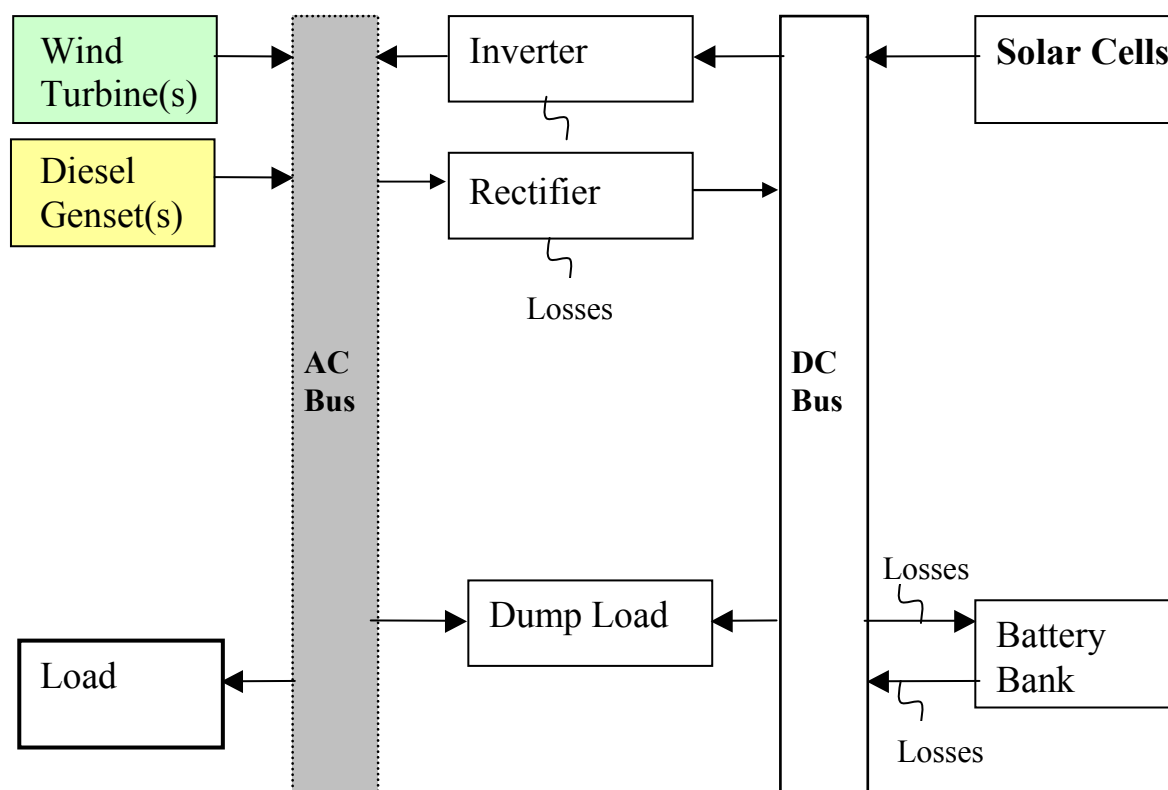 Wind
Turbine(s)
Inverter
Solar Cells
Diesel
Genset(s)
Rectifier
Losses
AC
Bus
DC
Bus
Losses
Dump Load
Battery
Bank
Load
Losses